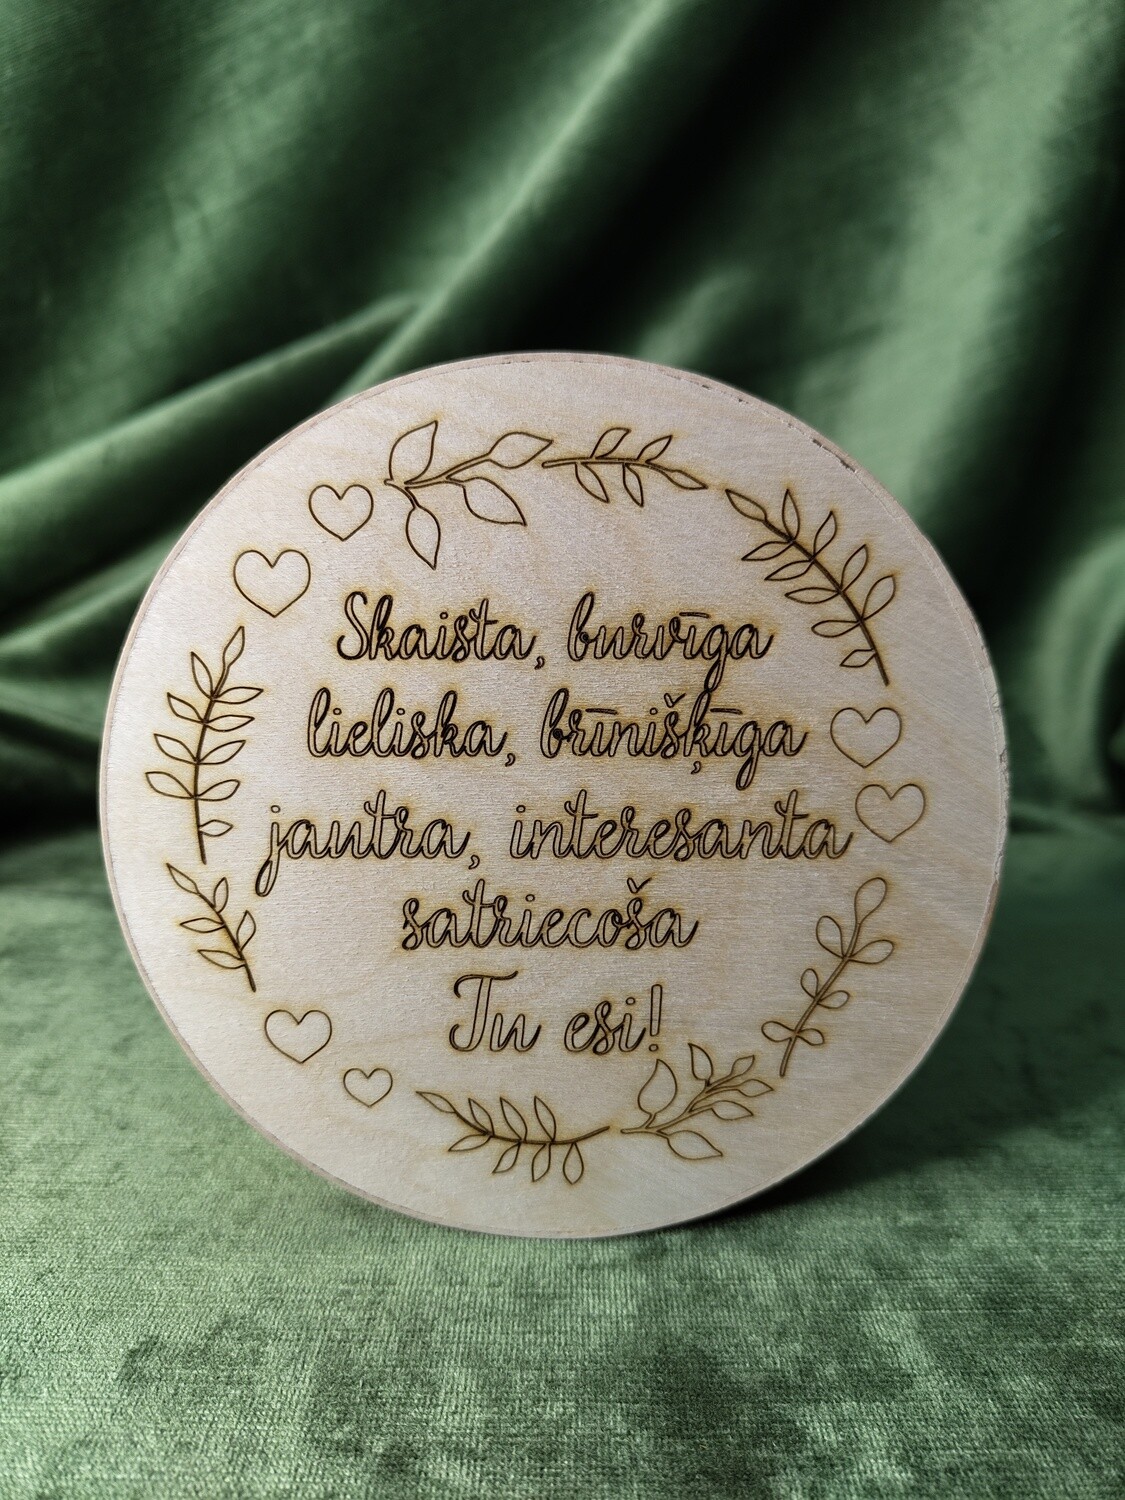 Skaista, burvīga
lieliska, brīnišķīga
jautra, interesanta
satriecoša
Tu esi!